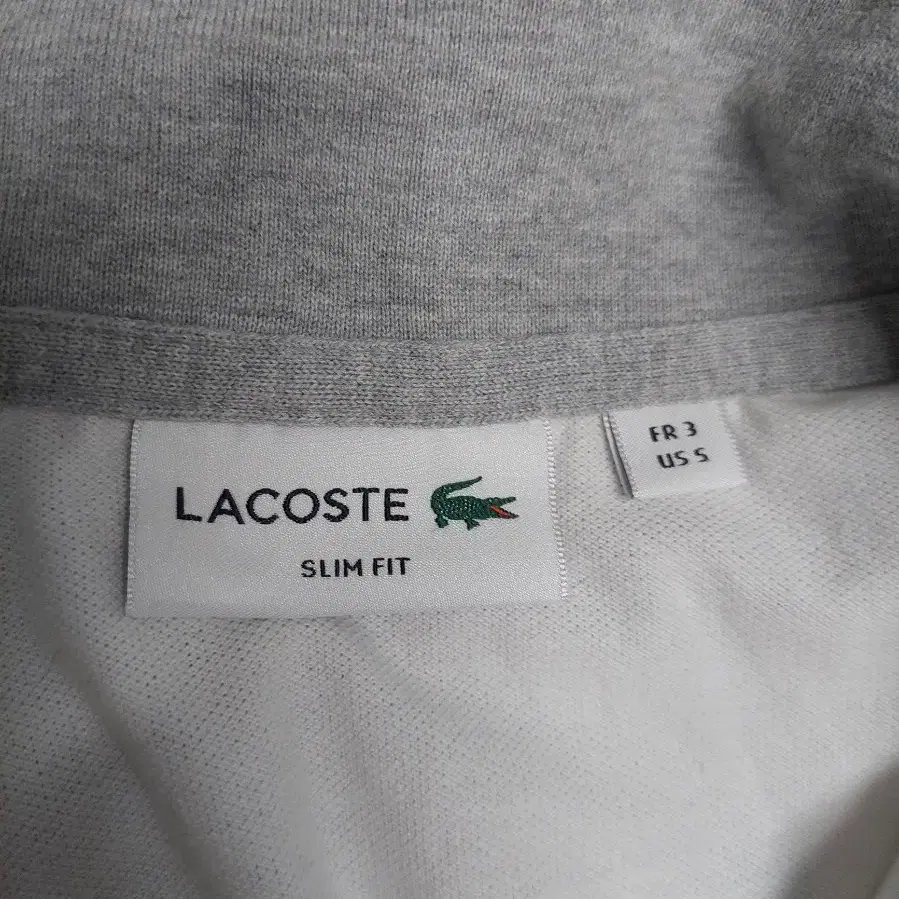 LACOSTE
SLIM FIT
FR 3
US S